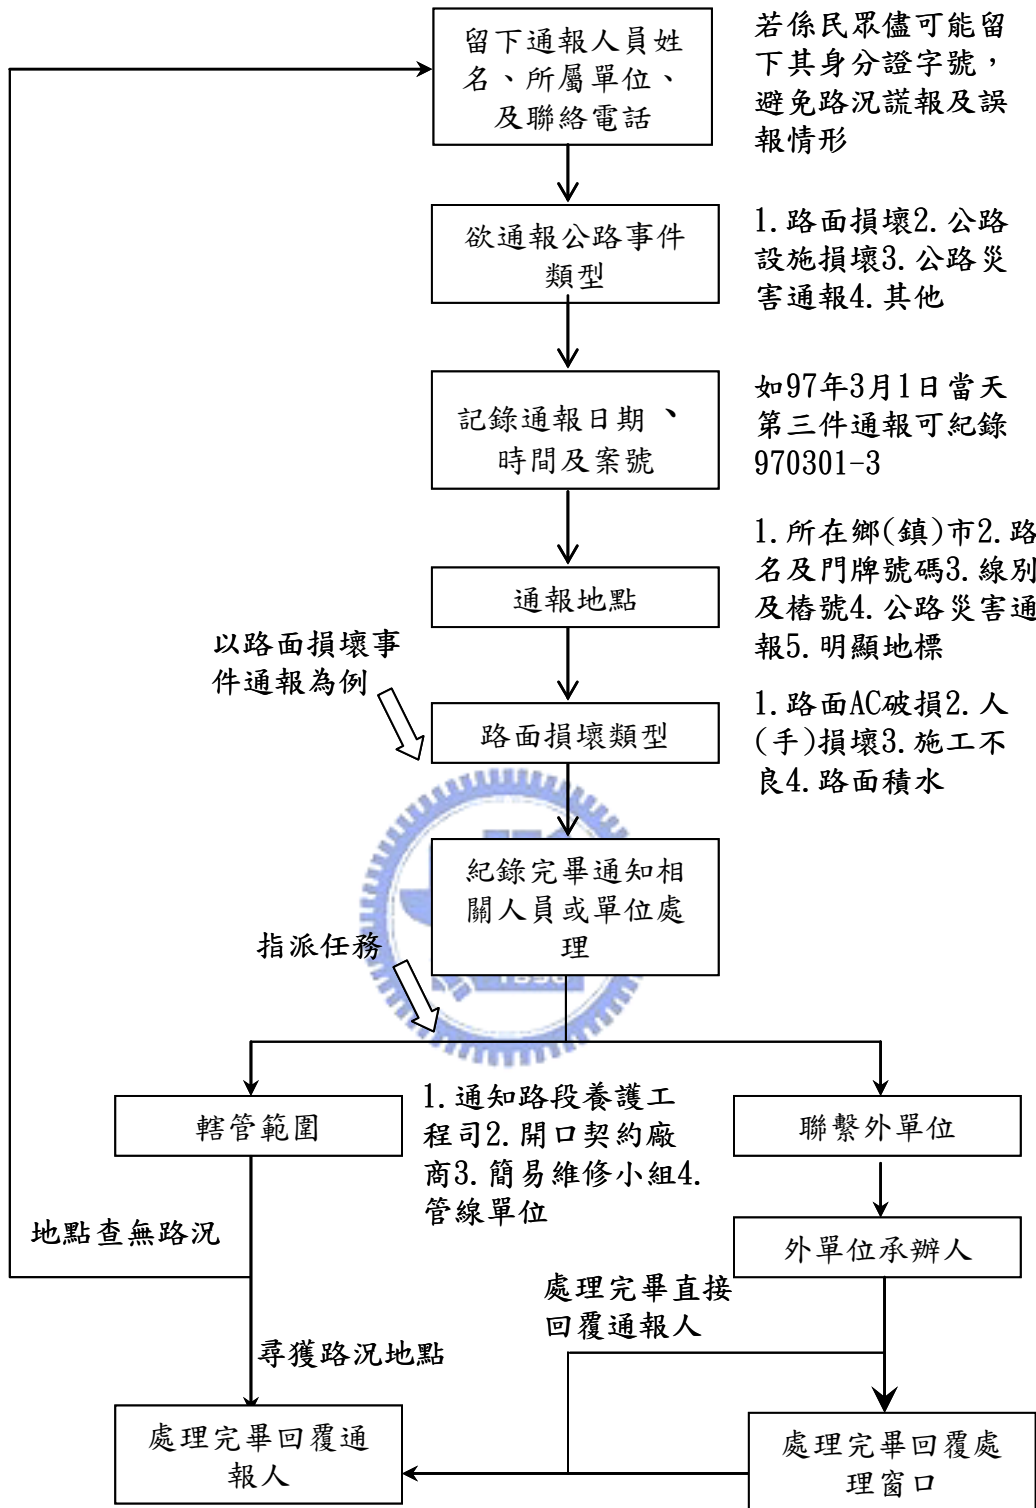 留下通報人員姓
名、所屬單位、
及聯絡電話
若係民眾儘可能留
下其身分證字號，
避免路況謊報及誤
報情形
欲通報公路事件
類型
1.路面損壞2.公路
設施損壞3.公路災
害通報4.其他
記錄通報日期、
時間及案號
如97年3月1日當天
第三件通報可紀錄
970301-3
通報地點
1.所在鄉(鎮)市2.路
名及門牌號碼3.線別
及樁號4.公路災害通
報5.明顯地標
以路面損壞事
件通報為例
路面損壞類型
1.路面AC破損2.人
(手)損壞3.施工不
良4.路面積水
紀錄完畢通知相
關人員或單位處
理
指派任務
轄管範圍
1.通知路段養護工
程司2.開口契約廠
商3.簡易維修小組4.
管線單位
聯繫外單位
地點查無路況
外單位承辦人
處理完畢直接
回覆通報人
尋獲路況地點
處理完畢回覆通
報人
處理完畢回覆處
理窗口